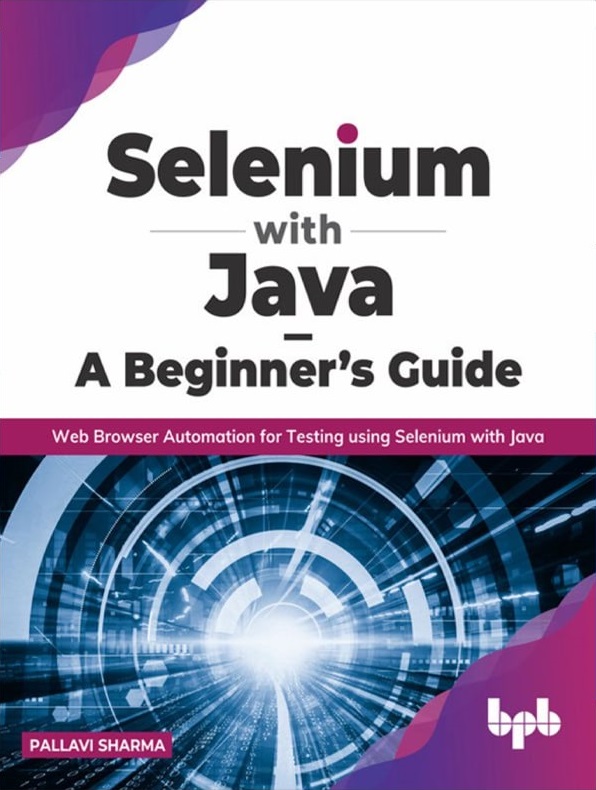 Selenium
with
Java
–
A Beginner's Guide
Web Browser Automation for Testing using Selenium with Java
PALLAVI SHARMA
bpb